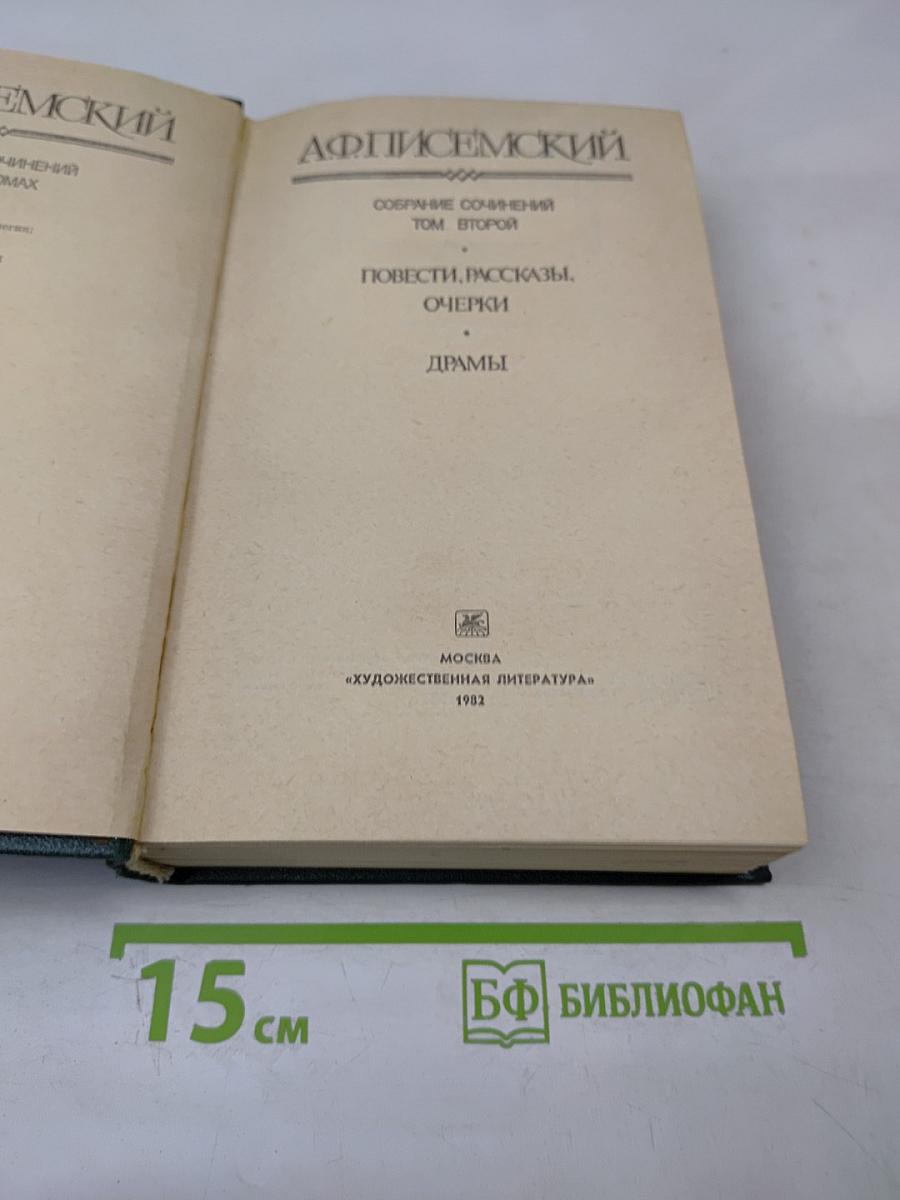 ЕМСКИЙ
ОЧИНЕНИЙ
ОМАХ
А.Ф.ПИСЕМСКИЙ
СОБРАНИЕ СОЧИНЕНИЙ
ТОМ ВТОРОЙ
ПОВЕСТИ, РАССКАЗЫ,
ОЧЕРКИ
ДРАМЫ
МОСКВА
«ХУДОЖЕСТВЕННАЯ ЛИТЕРАТУРА»
1982
15 см
БФ БИБЛИОФАН